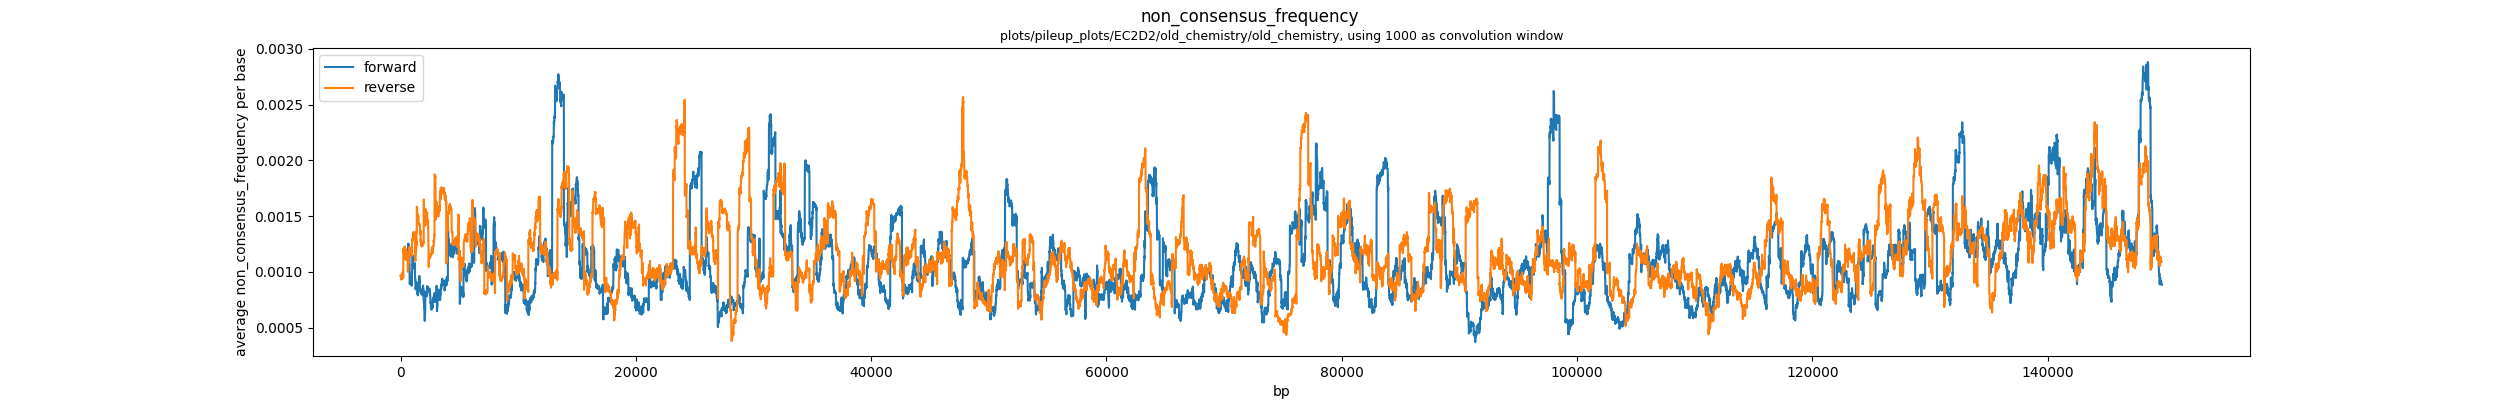 non_consensus_frequency
plots/pileup_plots/EC2D2/old_chemistry/old_chemistry, using 1000 as convolution window
average non_consensus_frequency per base
0.0030
0.0025
0.0020
0.0015
0.0010
0.0005
forward
reverse
0 20000 40000 60000 80000 100000 120000 140000
bp